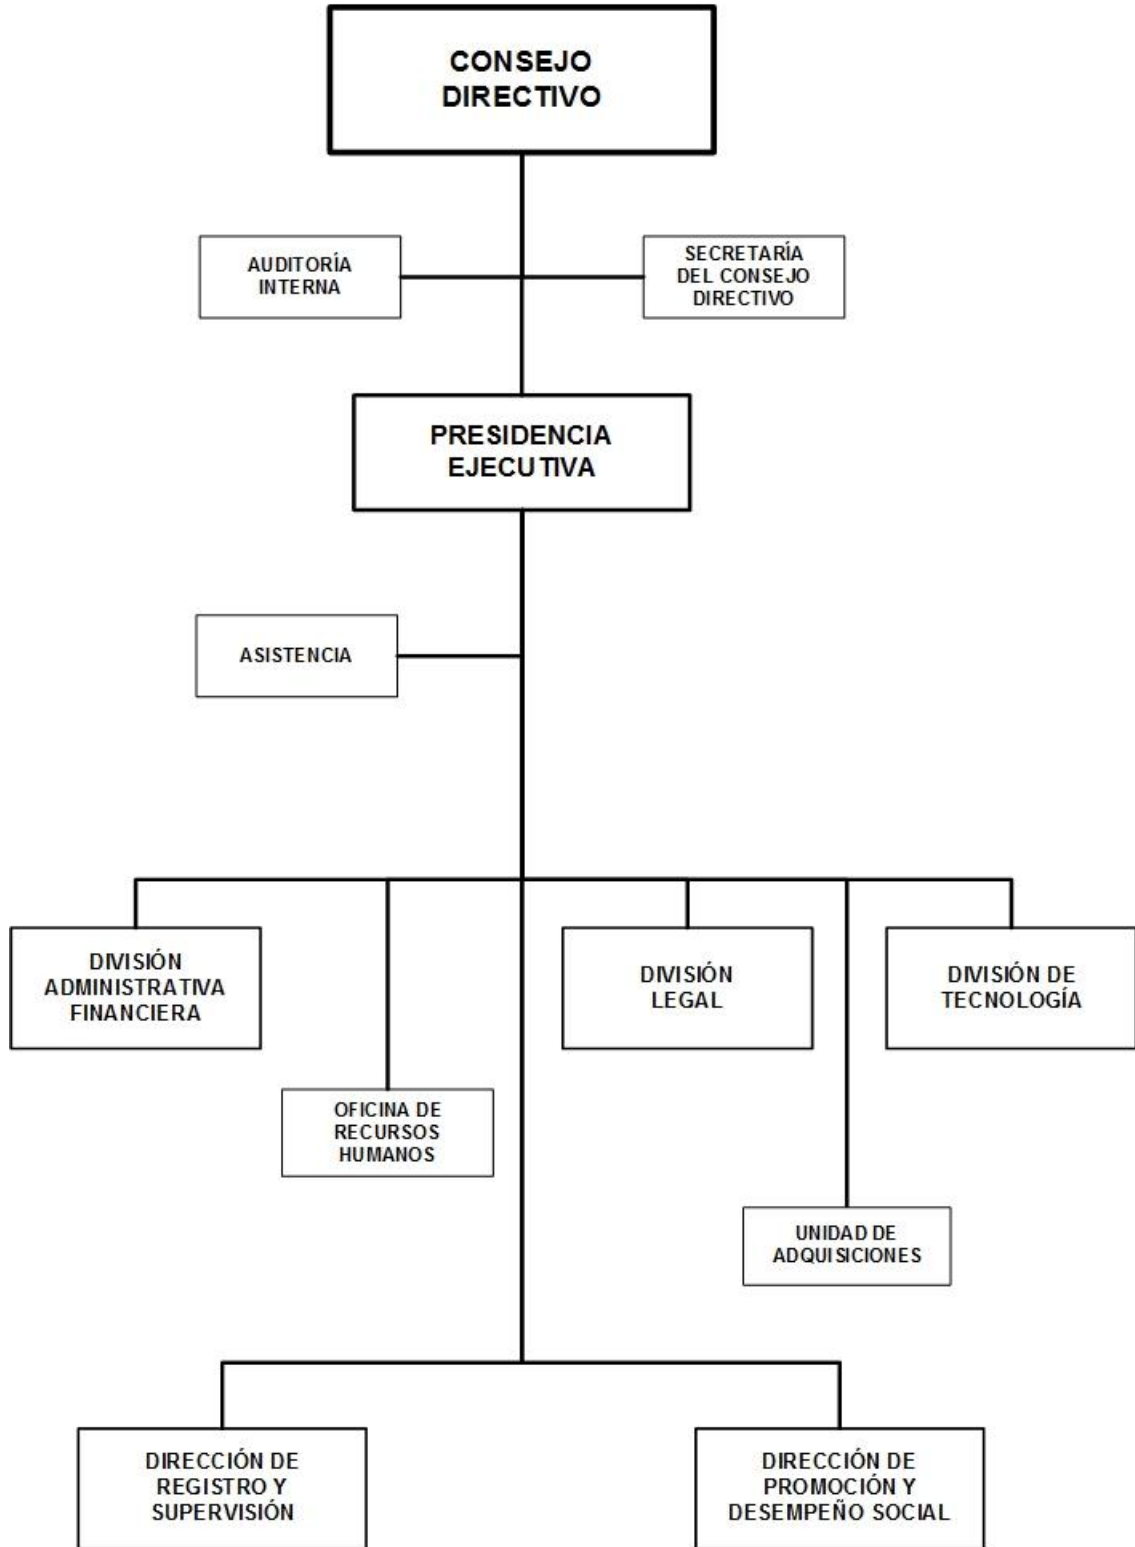 CONSEJO
DIRECTIVO
AUDITORÍA
INTERNA
SECRETARÍA
DEL CONSEJO
DIRECTIVO
PRESIDENCIA
EJECUTIVA
ASISTENCIA
DIVISIÓN
ADMINISTRATIVA
FINANCIERA
DIVISIÓN
LEGAL
DIVISIÓN DE
TECNOLOGÍA
OFICINA DE
RECURSOS
HUMANOS
UNIDAD DE
ADQUISICIONES
DIRECCIÓN DE
REGISTRO Y
SUPERVISIÓN
DIRECCIÓN DE
PROMOCIÓN Y
DESEMPEÑO SOCIAL